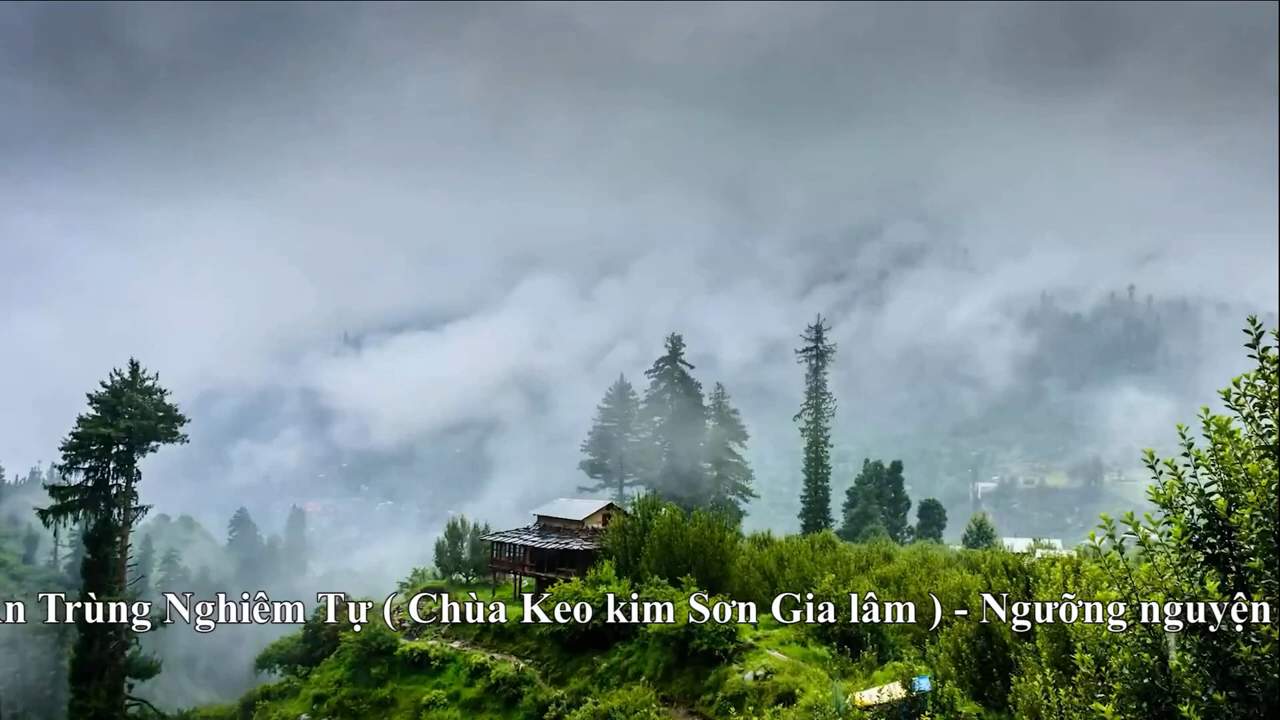 Trùng Nghiêm Tự ( Chùa Keo kim Sơn Gia lâm ) - Ngưỡng nguyện